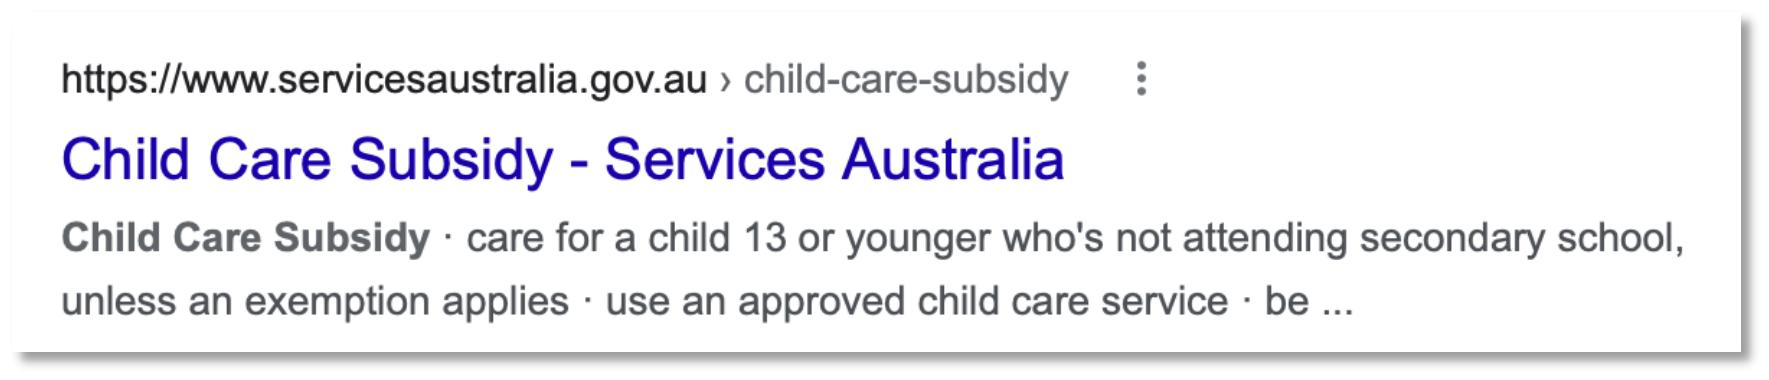 https://www.servicesaustralia.gov.au › child-care-subsidy
Child Care Subsidy - Services Australia
Child Care Subsidy · care for a child 13 or younger who's not attending secondary school,
unless an exemption applies · use an approved child care service · be ...